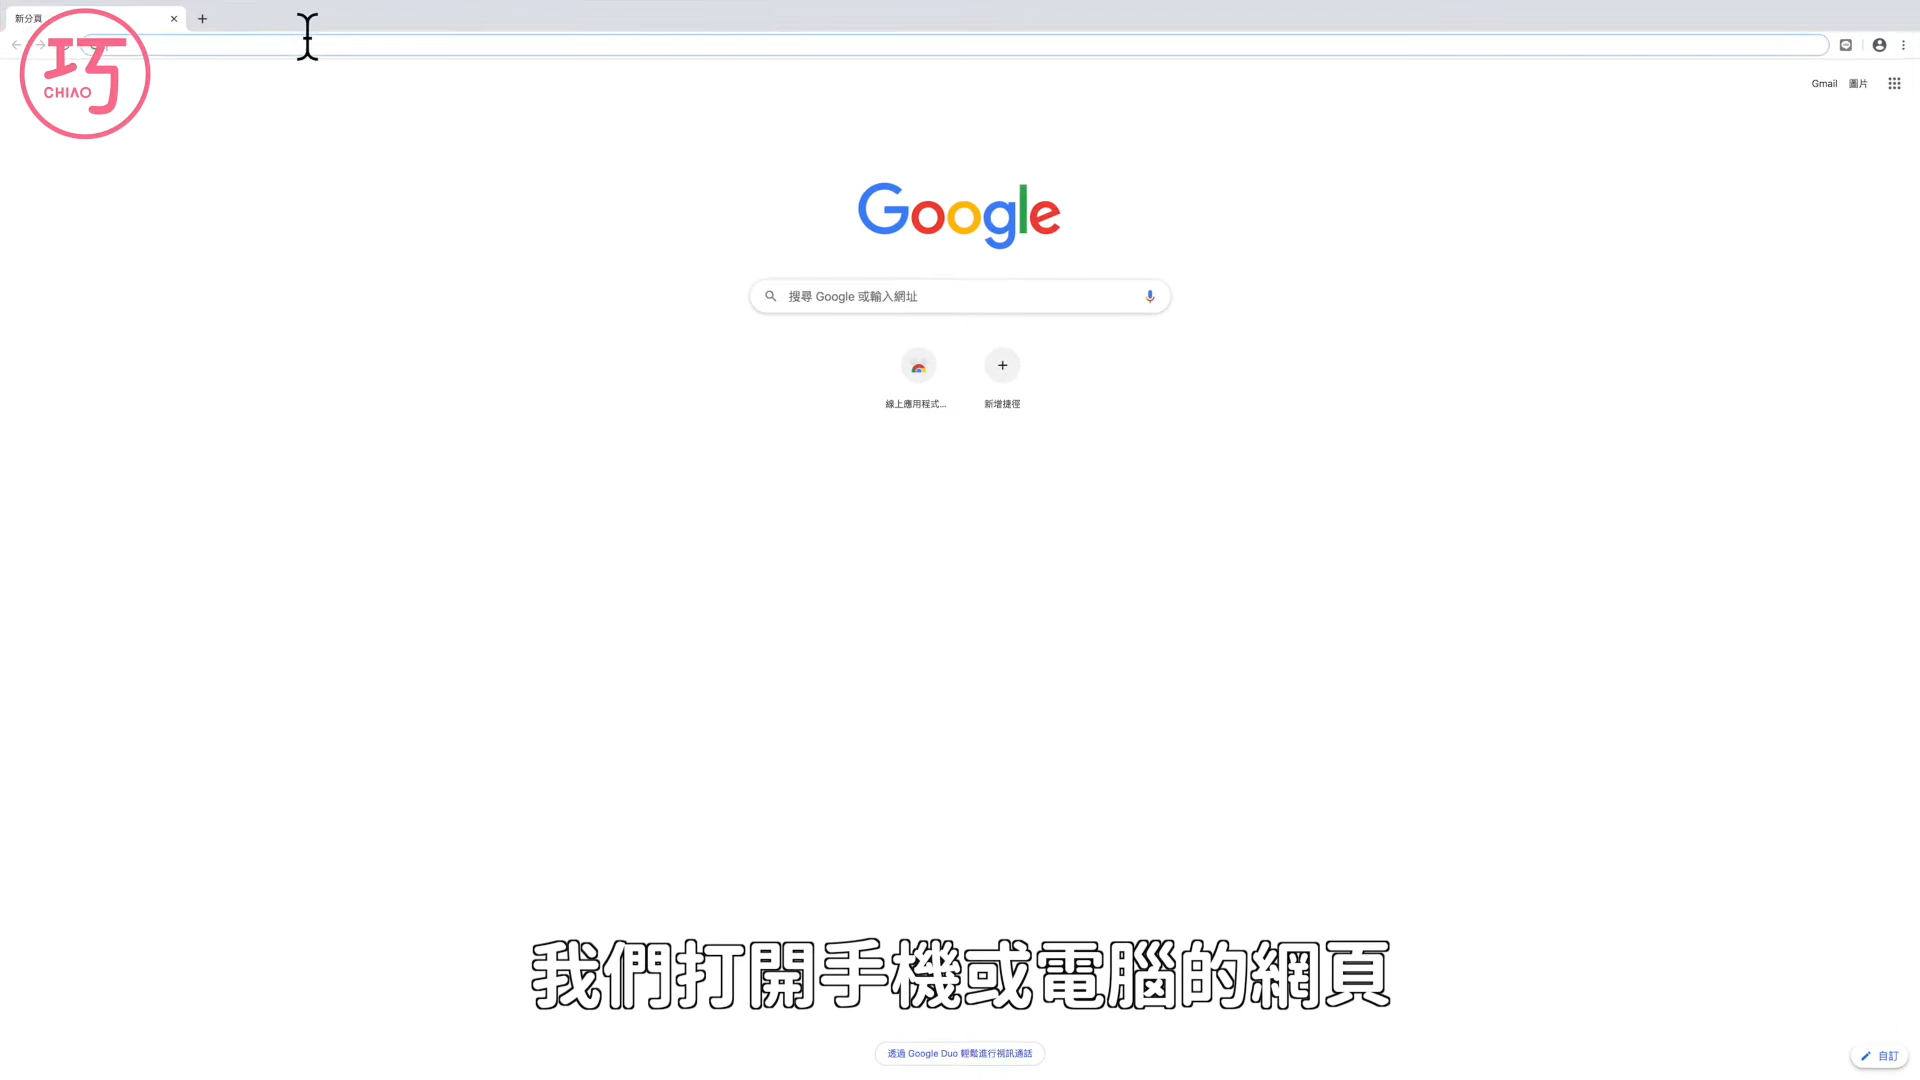 新分頁
巧
CHIAO
Gmail 圖片
Google
搜尋 Google 或輸入網址
線上應用程式...
新增捷徑
我們打開手機或電腦的網頁
透過 Google Duo 輕鬆進行視訊通話
自訂